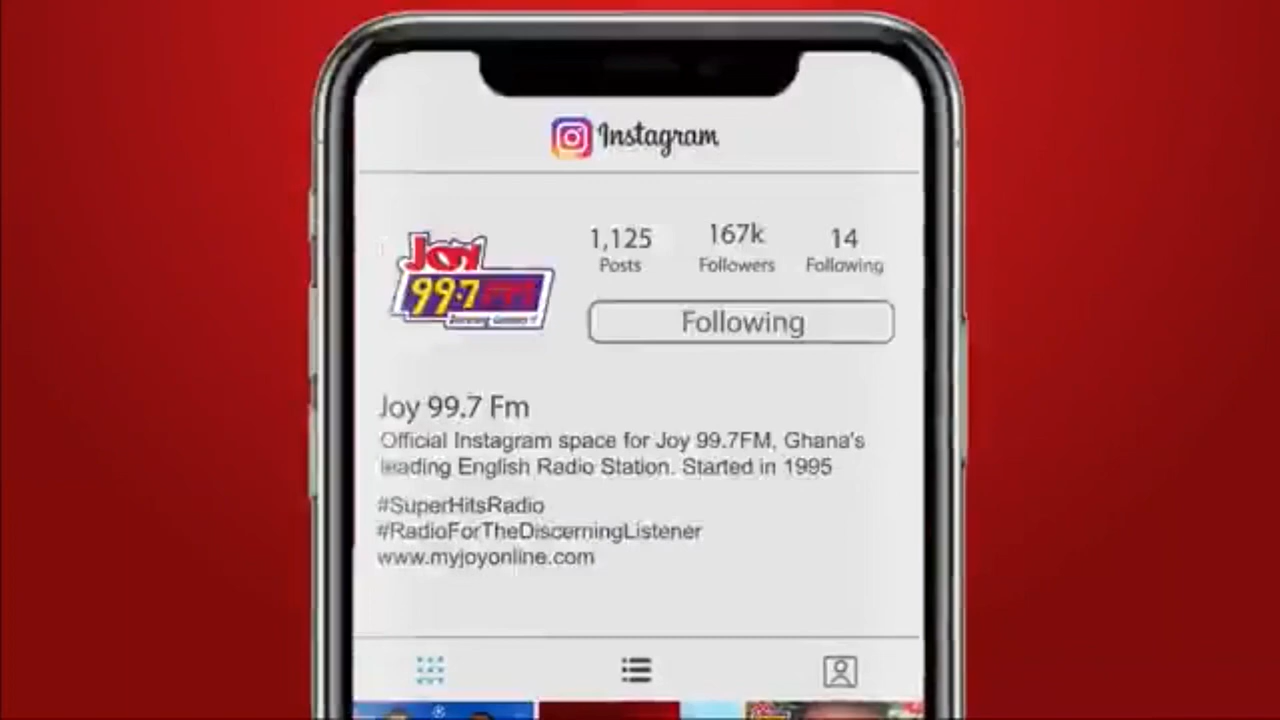 Instagram
Joy
99.7 FM
1,125
Posts
167k
Followers
14
Following
Following
Joy 99.7 Fm
Official Instagram space for Joy 99.7FM, Ghana's
leading English Radio Station. Started in 1995
#SuperHitsRadio
#RadioForTheDiscerningListener
www.myjoyonline.com